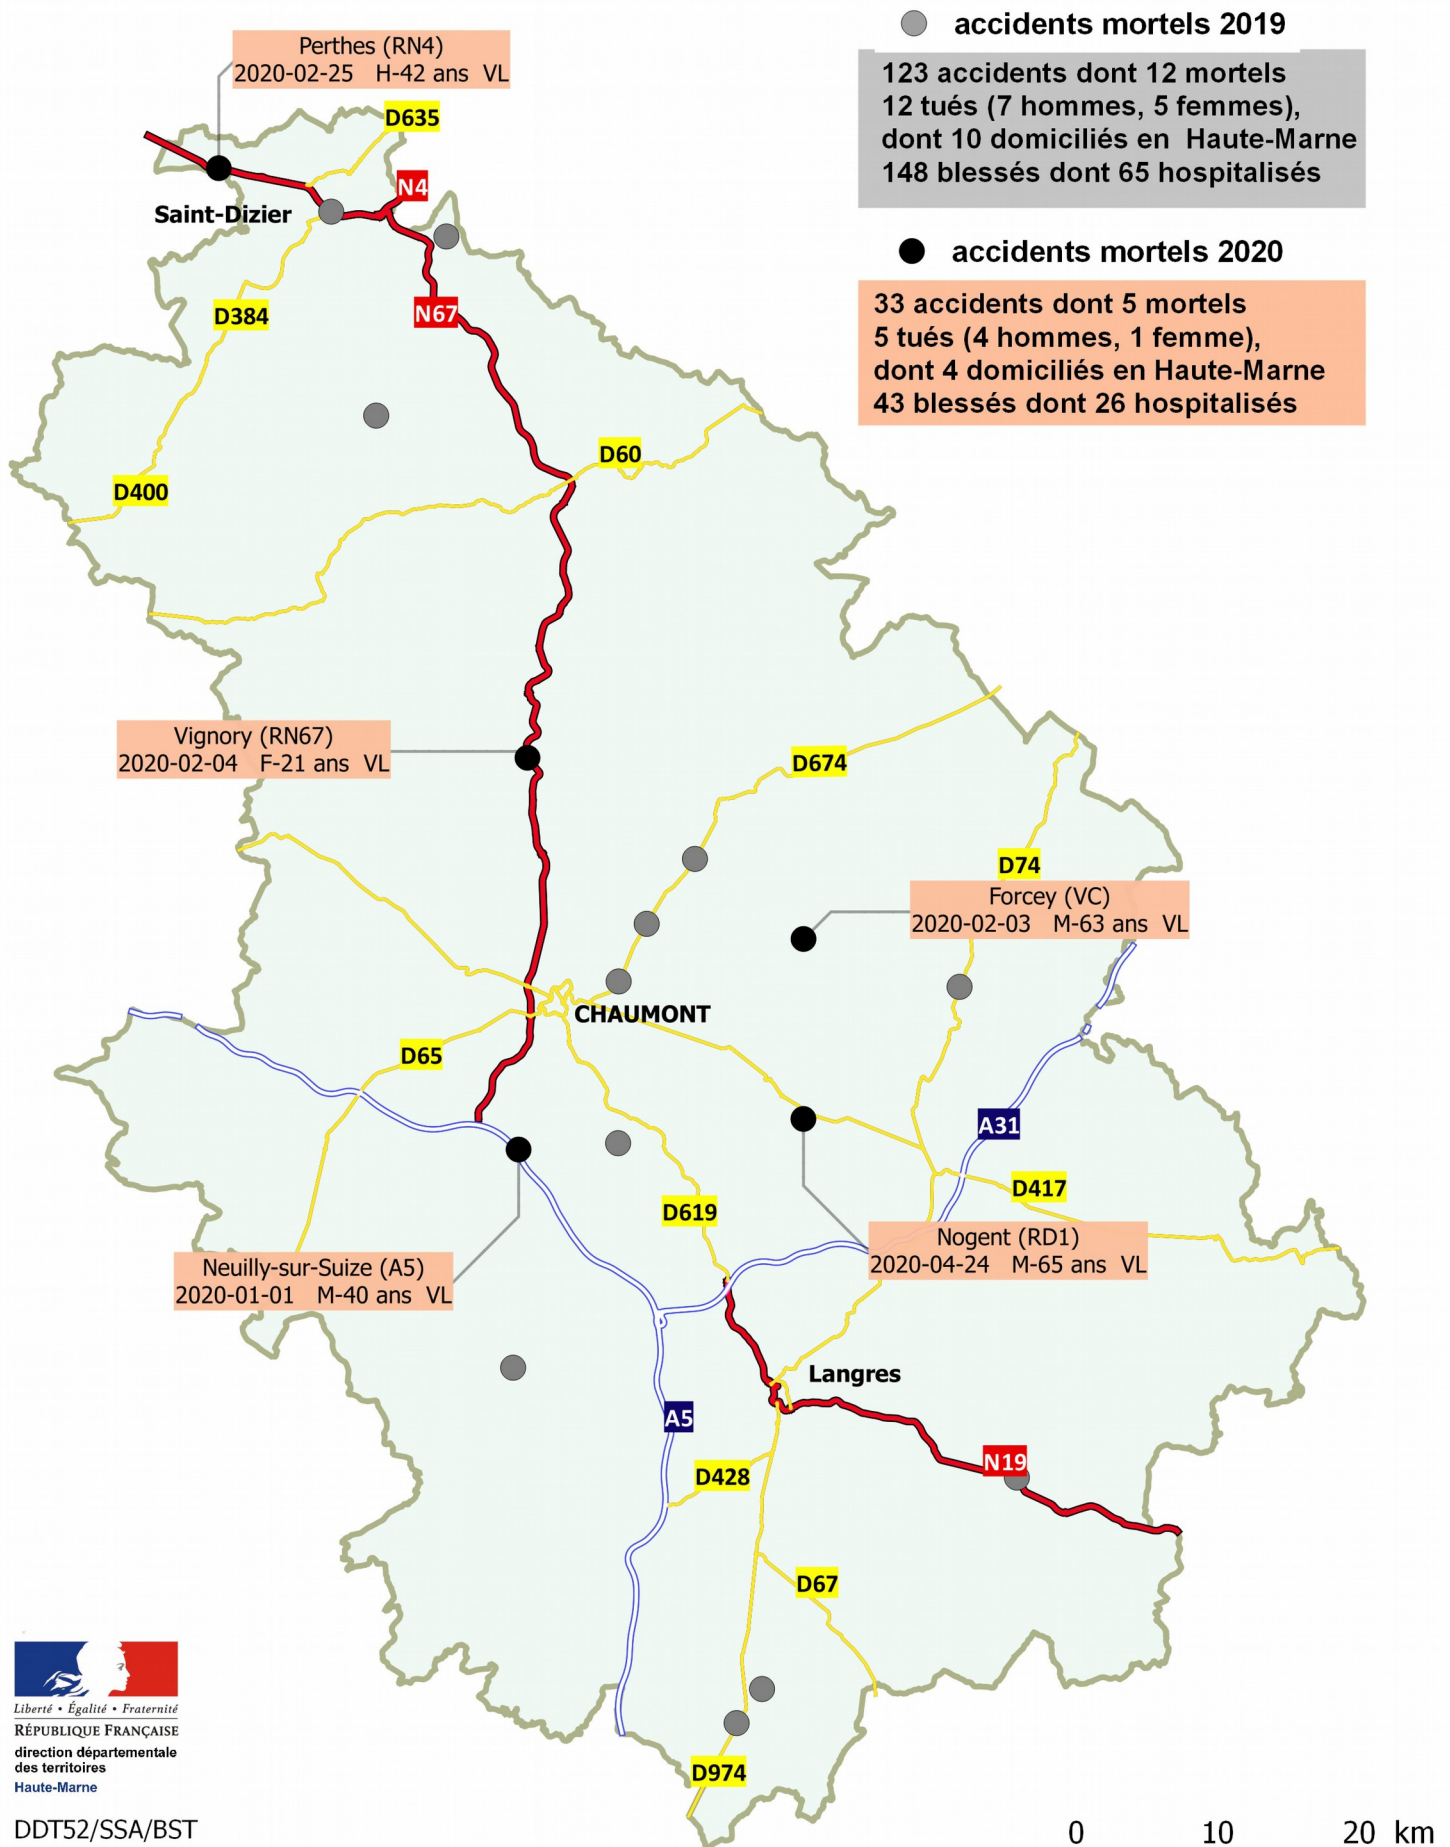 accidents mortels 2019
123 accidents dont 12 mortels
12 tués (7 hommes, 5 femmes),
dont 10 domiciliés en Haute-Marne
148 blessés dont 65 hospitalisés
accidents mortels 2020
33 accidents dont 5 mortels
5 tués (4 hommes, 1 femme),
dont 4 domiciliés en Haute-Marne
43 blessés dont 26 hospitalisés
Perthes (RN4)
2020-02-25 H-42 ans VL
D635
N4
Saint-Dizier
N67
D384
D60
D400
Vignory (RN67)
2020-02-04 F-21 ans VL
D674
D74
Forcey (VC)
2020-02-03 M-63 ans VL
CHAUMONT
D65
A31
D417
D619
Nogent (RD1)
2020-04-24 M-65 ans VL
Neuilly-sur-Suize (A5)
2020-01-01 M-40 ans VL
Langres
A5
N19
D428
D67
D974
Liberté • Égalité • Fraternité
RÉPUBLIQUE FRANÇAISE
direction départementale
des territoires
Haute-Marne
DDT52/SSA/BST
0 10 20 km